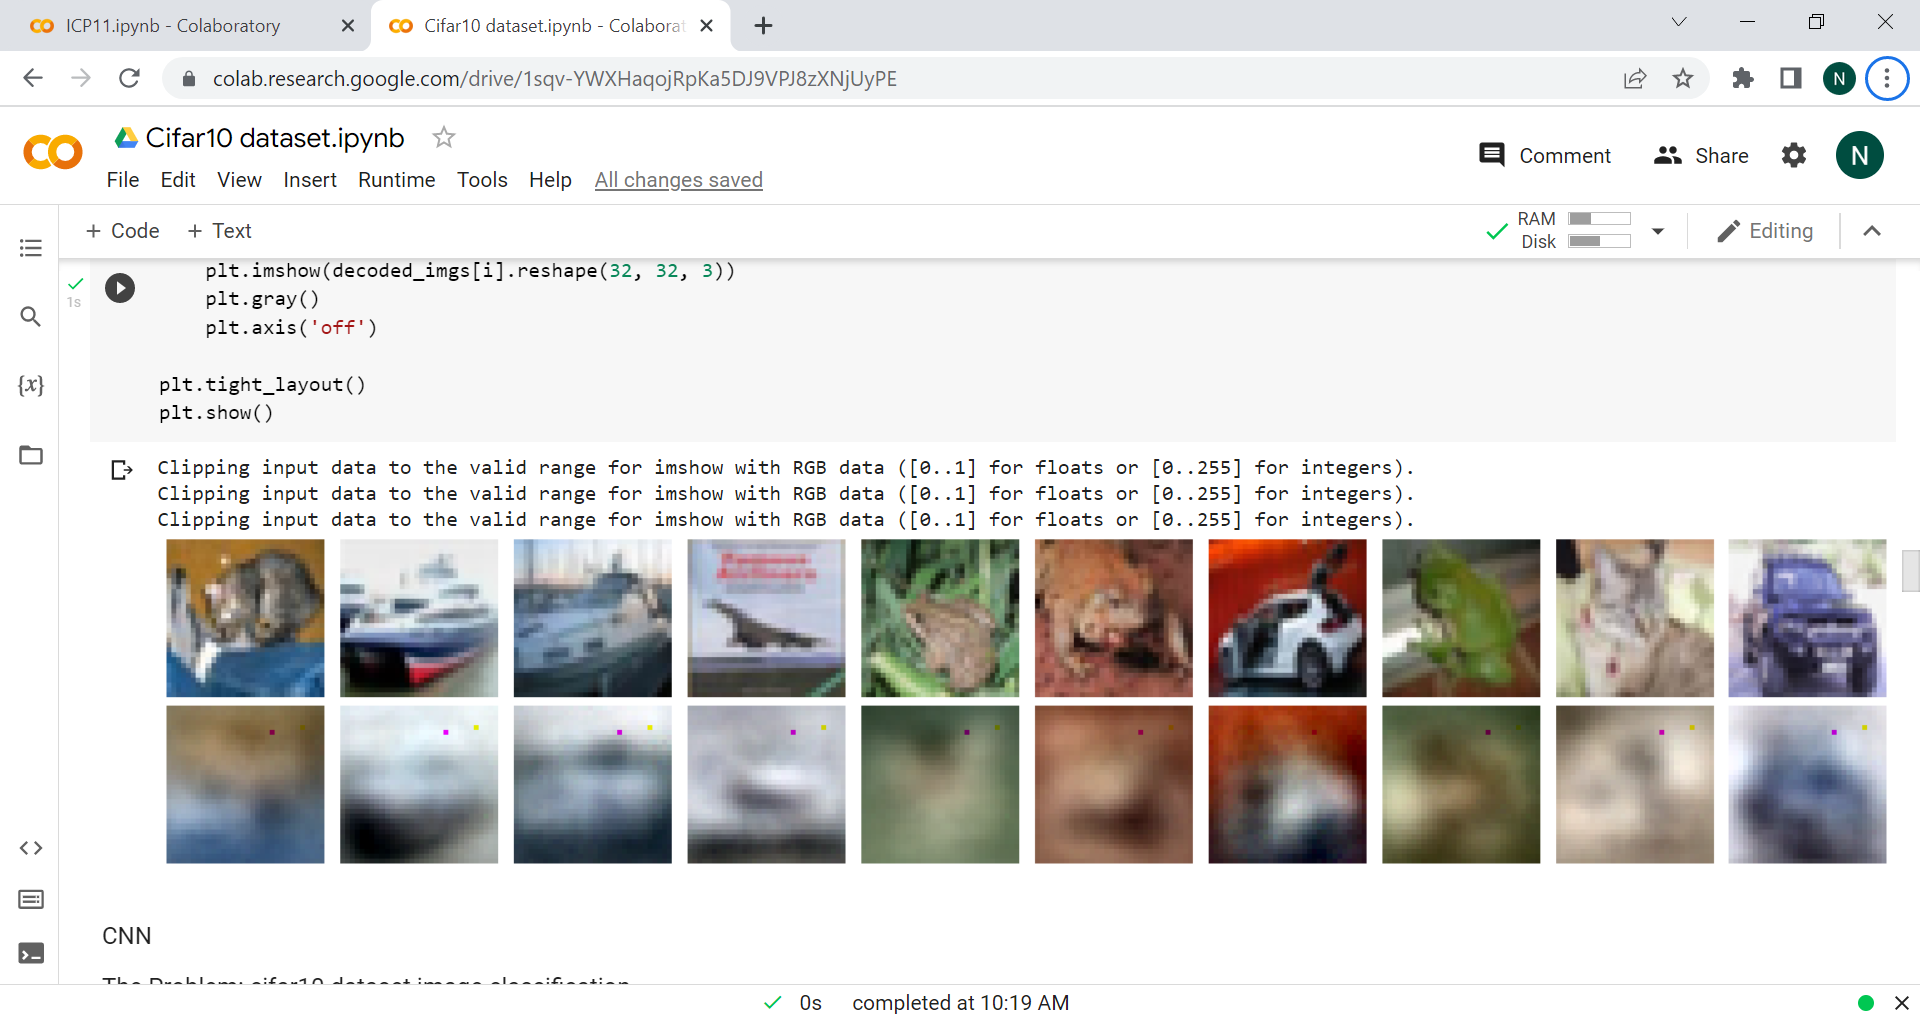 ICP11.ipynb - Colaboratory
Cifar10 dataset.ipynb - Colaborat
colab.research.google.com/drive/1sqv-YWXHaqojRpKa5DJ9VPJ8zXNjUyPE
N
Cifar10 dataset.ipynb
Comment
Share
N
File Edit View Insert Runtime Tools Help All changes saved
+ Code + Text
RAM
Disk
Editing
plt.imshow(decoded_imgs[i].reshape(32, 32, 3))
1s
plt.gray()
plt.axis('off')
{x}
plt.tight_layout()
plt.show()
Clipping input data to the valid range for imshow with RGB data ([0..1] for floats or [0..255] for integers).
Clipping input data to the valid range for imshow with RGB data ([0..1] for floats or [0..255] for integers).
Clipping input data to the valid range for imshow with RGB data ([0..1] for floats or [0..255] for integers).
CNN
The Problem: cifar10 dataset image classification
0s completed at 10:19 AM